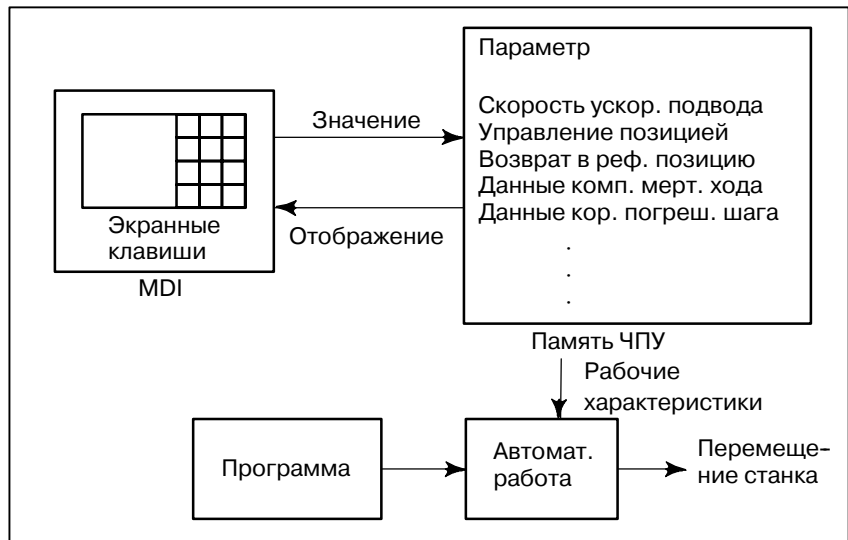 Параметр
Скорость ускор. подвода
Управление позицией
Возврат в реф. позицию
Данные комп. мерт. хода
Данные кор. погреш. шага
.
.
.
Значение
Отображение
Экранные
клавиши
MDI
Память ЧПУ
Рабочие
характеристики
Программа
Автомат.
работа
Перемеще-
ние станка